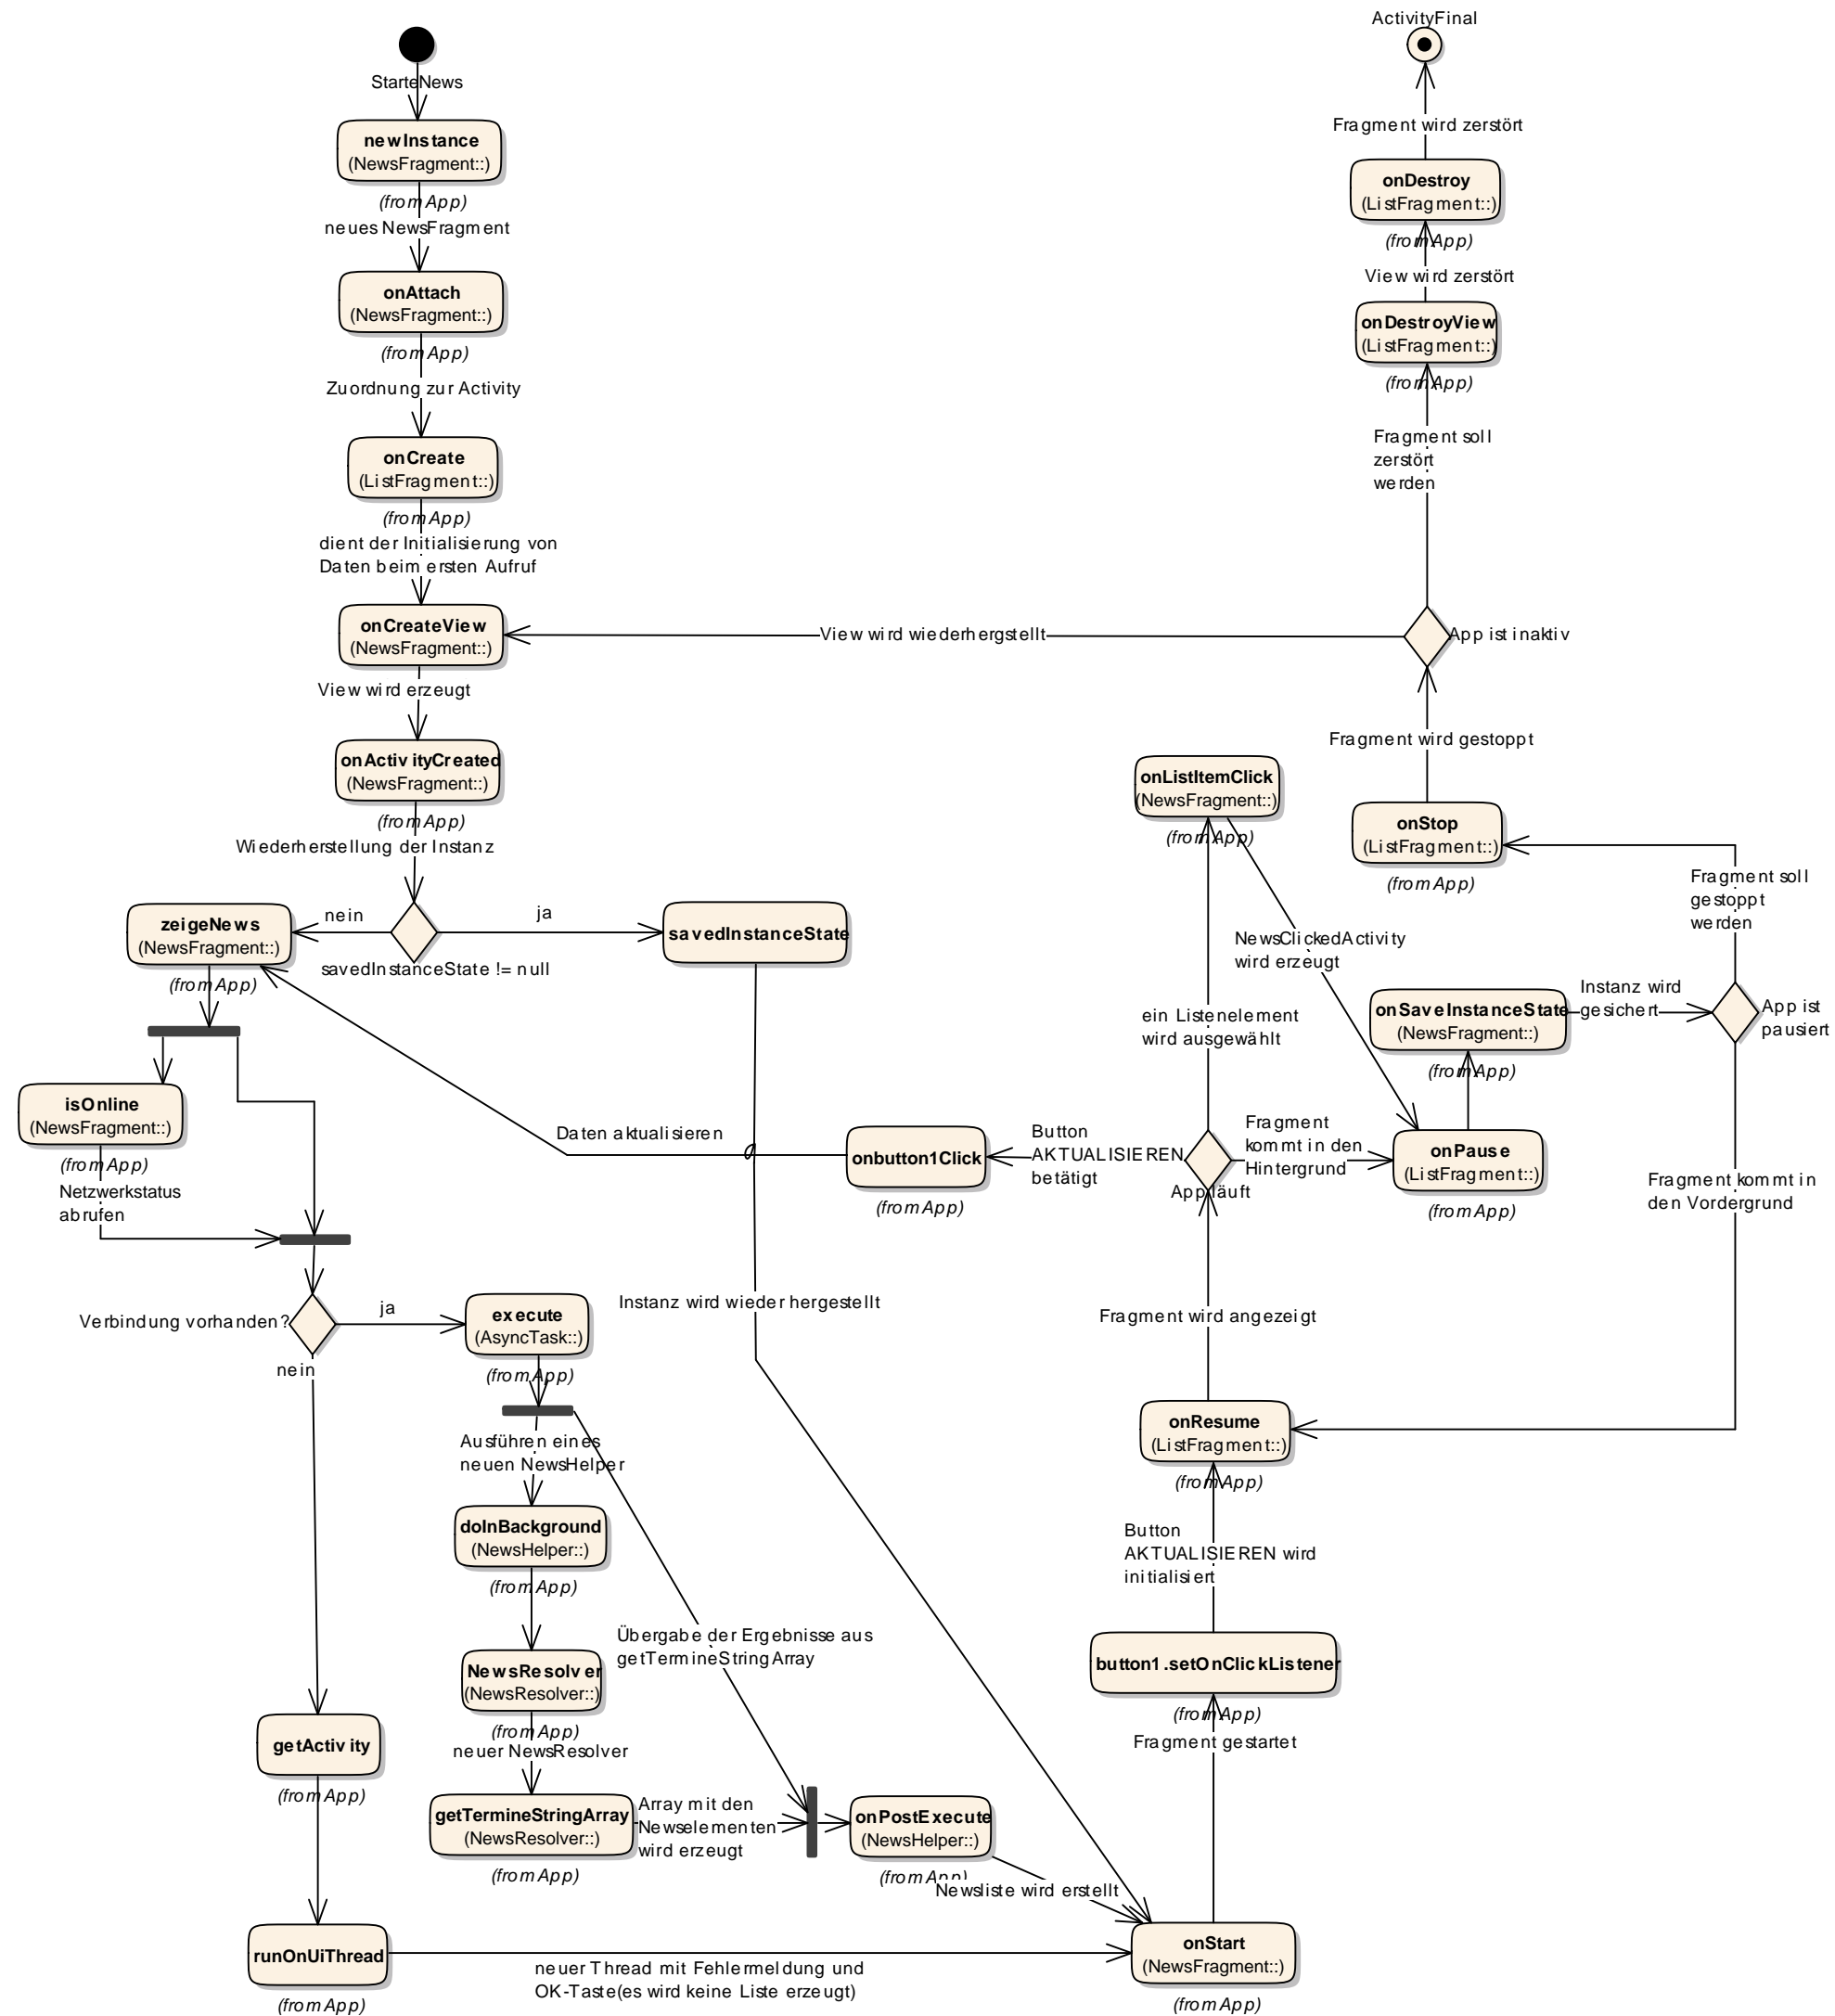 ActivityFinal
StarteNews
newInstance
(NewsFragment::)
(from App)
neues NewsFragment
onAttach
(NewsFragment::)
(from App)
Zuordnung zur Activity
onCreate
(ListFragment::)
(from App)
dient der Initialisierung von
Daten beim ersten Aufruf
onCreateView
(NewsFragment::)
View wird erzeugt
onActivityCreated
(NewsFragment::)
(from App)
Wiederherstellung der Instanz
nein
ja
savedInstanceState != null
zeigeNews
(NewsFragment::)
(from App)
savedInstanceState
isOnline
(NewsFragment::)
(from App)
Netzwerkstatus
abrufen
Daten aktualisieren
Verbindung vorhanden?
ja
nein
execute
(AsyncTask::)
(from App)
Instanz wird wieder hergestellt
Ausführen eines
neuen NewsHelper
doInBackground
(NewsHelper::)
(from App)
Übergabe der Ergebnisse aus
getTermineStringArray
NewsResolver
(NewsResolver::)
(from App)
neuer NewsResolver
getTermineStringArray
(NewsResolver::)
(from App)
Array mit den
Newselementen
wird erzeugt
onPostExecute
(NewsHelper::)
(from App)
Newsliste wird erstellt
getActivity
(from App)
runOnUiThread
(from App)
neuer Thread mit Fehlermeldung und
OK-Taste(es wird keine Liste erzeugt)
onStart
(NewsFragment::)
(from App)
Fragment gestartet
button1.setOnClickListener
(from App)
Button
AKTUALISIEREN wird
initialisiert
onResume
(ListFragment::)
(from App)
Fragment wird angezeigt
App läuft
Button
AKTUALISIEREN
betätigt
onbutton1Click
(from App)
ein Listenelement
wird ausgewählt
onListItemClick
(NewsFragment::)
(from App)
NewsClickedActivity
wird erzeugt
Fragment
kommt in den
Hintergrund
onPause
(ListFragment::)
(from App)
onSaveInstanceState
(NewsFragment::)
(from App)
Instanz wird
gesichert
App ist
pausiert
Fragment kommt in
den Vordergrund
Fragment soll
gestoppt
werden
onStop
(ListFragment::)
(from App)
Fragment wird gestoppt
App ist inaktiv
View wird wiederhergstellt
Fragment soll
zerstört
werden
onDestroyView
(ListFragment::)
(from App)
View wird zerstört
onDestroy
(ListFragment::)
(from App)
Fragment wird zerstört